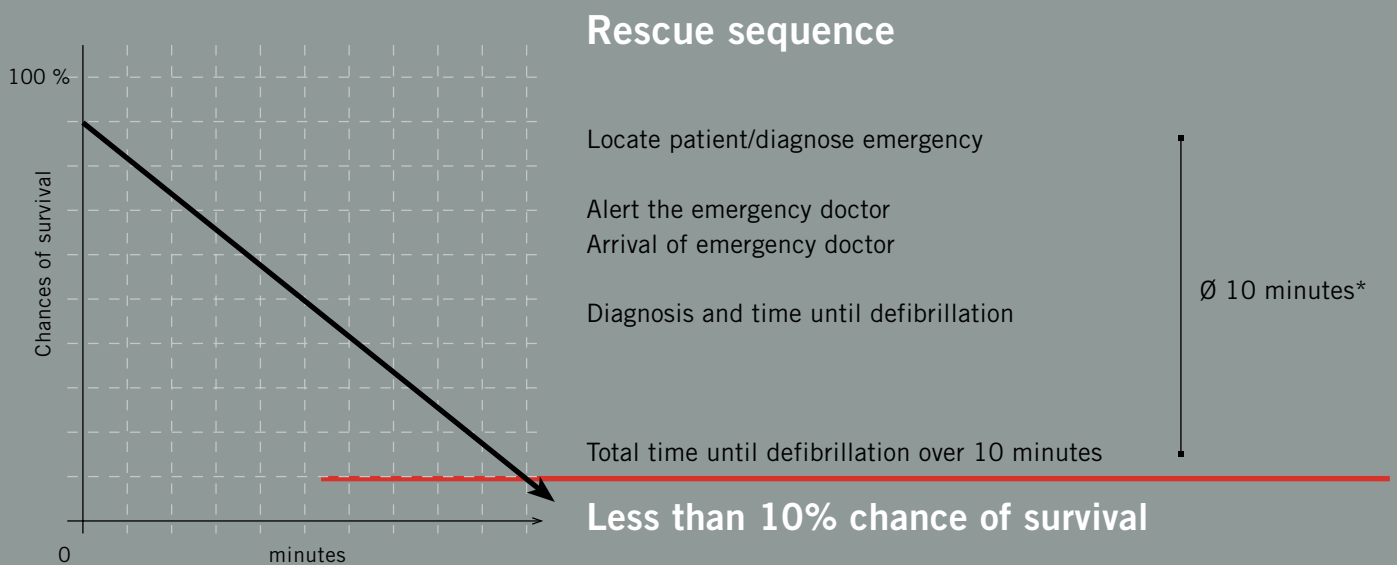 Rescue sequence
100 %
Chances of survival
Locate patient/diagnose emergency
Alert the emergency doctor
Arrival of emergency doctor
Ø 10 minutes*
Diagnosis and time until defibrillation
Total time until defibrillation over 10 minutes
Less than 10% chance of survival
0
minutes